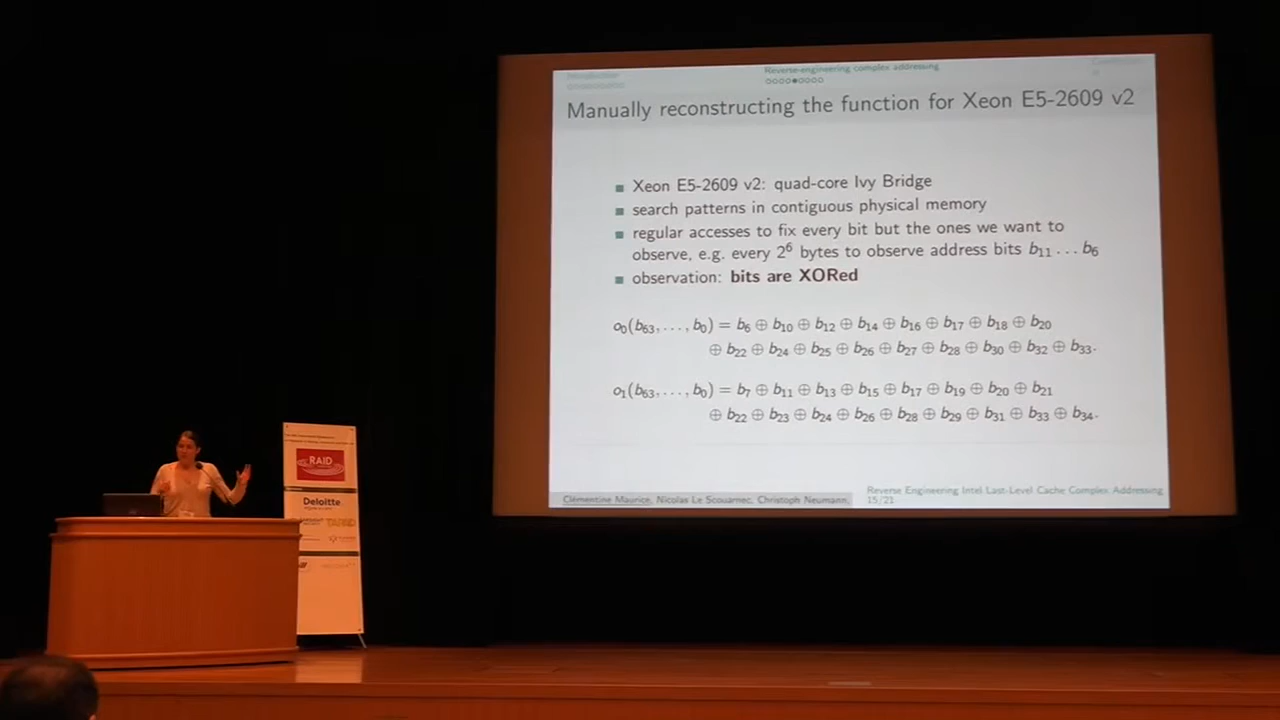 Introduction
Reverse-engineering complex addressing
Manually reconstructing the function for Xeon E5-2609 v2
Xeon E5-2609 v2: quad-core Ivy Bridge
search patterns in contiguous physical memory
regular accesses to fix every bit but the ones we want to
observe, e.g. every 2⁶ bytes to observe address bits b₁₁ … b₆
observation: bits are XORed
o₀(b₆₃, … , b₀) = b₆ ⊕ b₁₀ ⊕ b₁₂ ⊕ b₁₄ ⊕ b₁₆ ⊕ b₁₇ ⊕ b₁₈ ⊕ b₂₀
⊕ b₂₂ ⊕ b₂₄ ⊕ b₂₅ ⊕ b₂₆ ⊕ b₂₇ ⊕ b₂₈ ⊕ b₃₀ ⊕ b₃₂ ⊕ b₃₃.
o₁(b₆₃, … , b₀) = b₇ ⊕ b₁₁ ⊕ b₁₃ ⊕ b₁₅ ⊕ b₁₇ ⊕ b₁₉ ⊕ b₂₀ ⊕ b₂₁
⊕ b₂₂ ⊕ b₂₃ ⊕ b₂₄ ⊕ b₂₆ ⊕ b₂₈ ⊕ b₂₉ ⊕ b₃₁ ⊕ b₃₃ ⊕ b₃₄.
Clémentine Maurice, Nicolas Le Scouarnec, Christoph Neumann,
Reverse Engineering Intel Last-Level Cache Complex Addressing
15/21
RAID
Deloitte